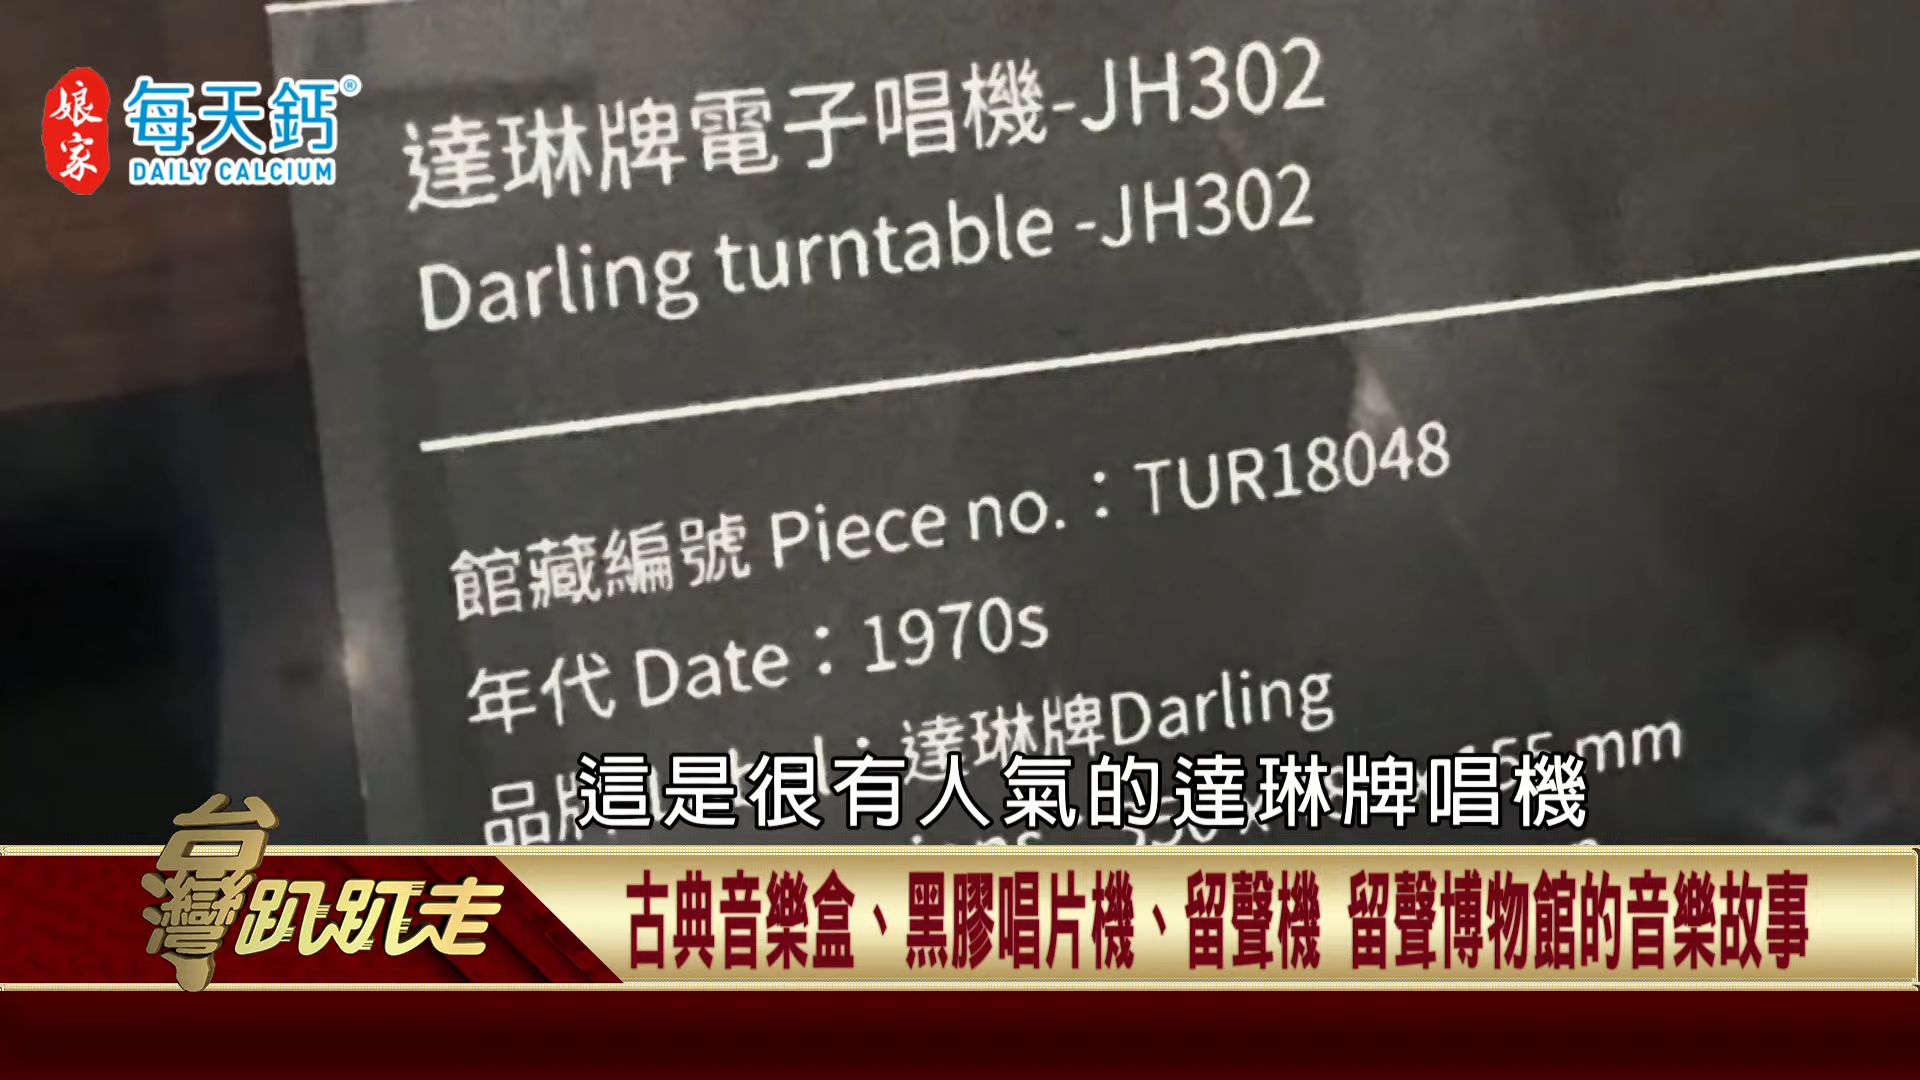 娘家
每天鈣®
DAILY CALCIUM
達琳牌電子唱機-JH302
Darling turntable -JH302
館藏編號 Piece no.：TUR18048
年代 Date：1970s
達琳牌Darling
mm
這是很有人氣的達琳牌唱機
台灣趴趴走
古典音樂盒、黑膠唱片機、留聲機 留聲博物館的音樂故事